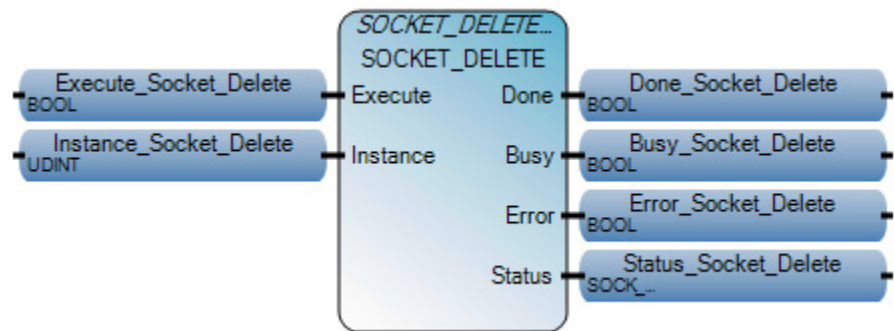 SOCKET_DELETE...
SOCKET_DELETE
Execute_Socket_Delete
BOOL
Execute
Done
Done_Socket_Delete
BOOL
Instance_Socket_Delete
UDINT
Instance
Busy
Busy_Socket_Delete
BOOL
Error
Error_Socket_Delete
BOOL
Status
Status_Socket_Delete
SOCK_...